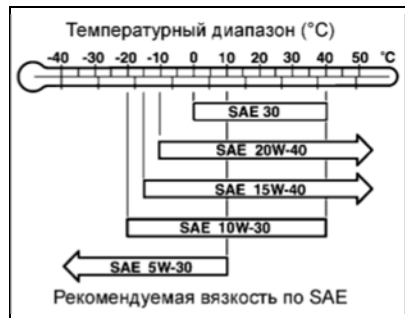 Температурный диапазон (°C)
-40 -30 -20 -10 0 10 20 30 40 50 °C
SAE 30
SAE 20W-40
SAE 15W-40
SAE 10W-30
SAE 5W-30
Рекомендуемая вязкость по SAE